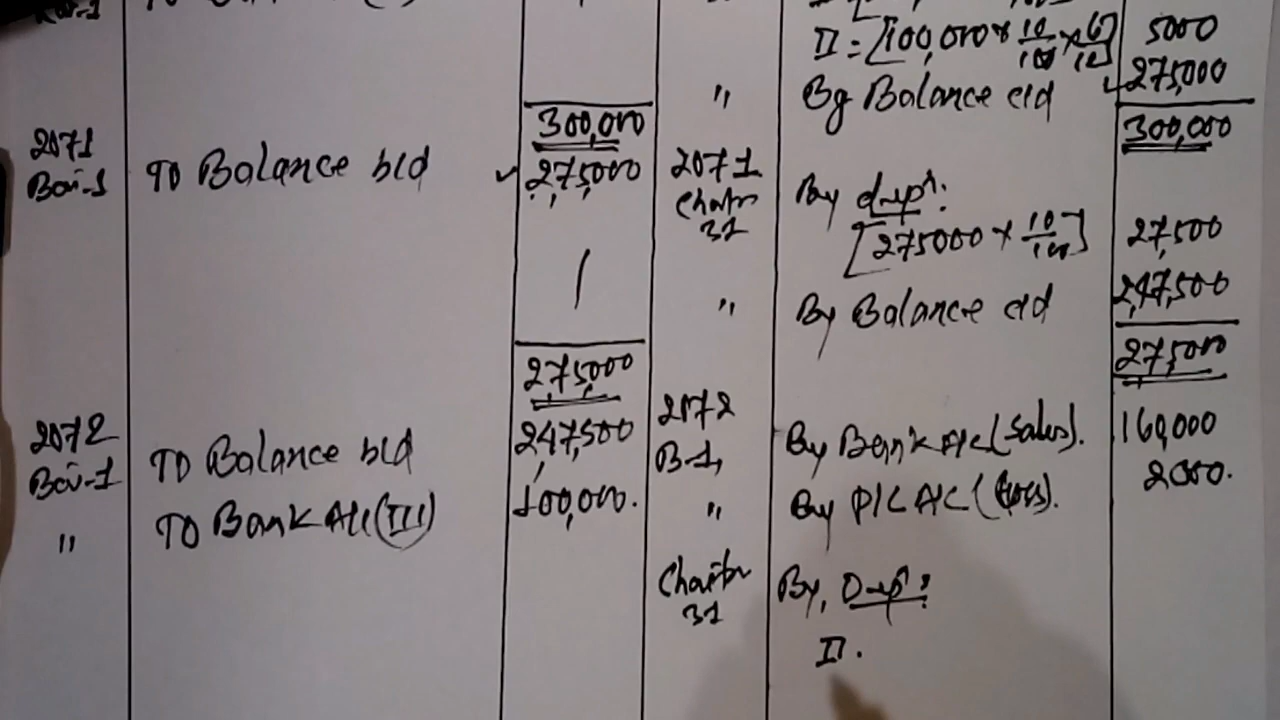 II = [100,000 × 10/100 × 6/12] 5000
" By Balance c/d 275,000
300,000 300,000
2071 Bai-1 To Balance b/d 275,000 2071 Chaitra 31 By dep^n:
[275000 × 10/100] 27,500
" By Balance c/d 247,500
275,000 275,000
2072 Bai-1 To Balance b/d 247,500 2072 B-1, By Bank A/c (Sales). 160,000
" To Bank A/c (III) 100,000. " By P/L A/C (loss). 2000.
Chaitra 31 By, Dep^n:
II.